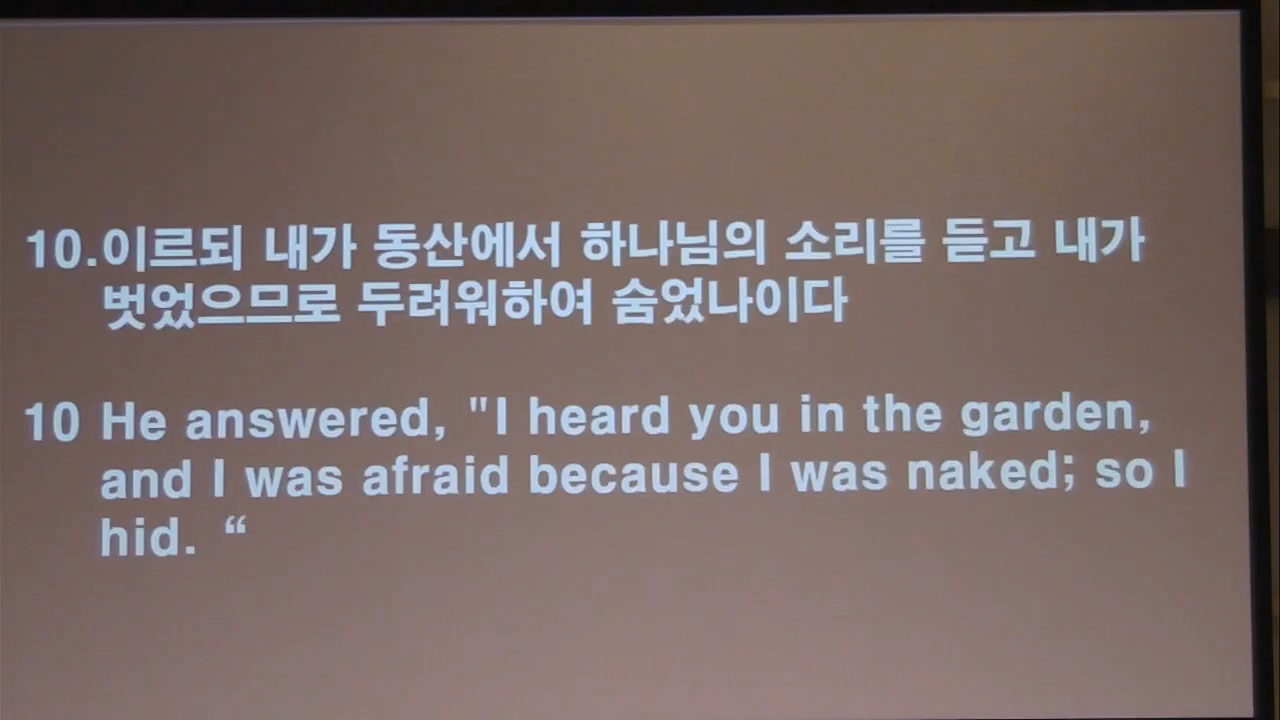 10.이르되 내가 동산에서 하나님의 소리를 듣고 내가
벗었으므로 두려워하여 숨었나이다
10 He answered, "I heard you in the garden,
and I was afraid because I was naked; so I
hid. “